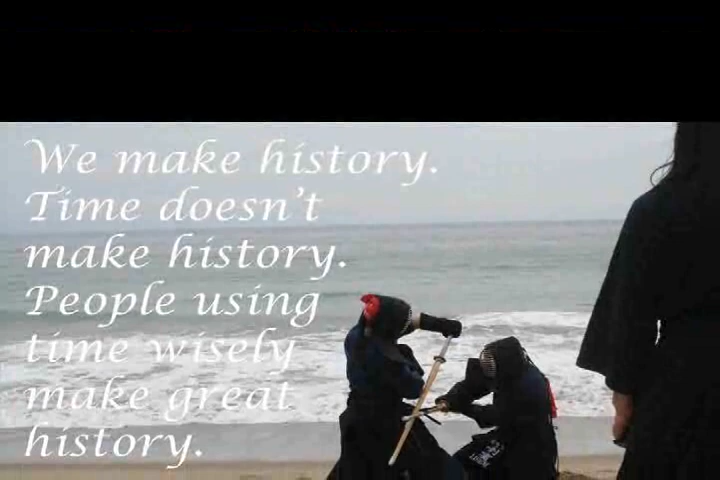 We make history.
Time doesn't
make history.
People using
time wisely
make great
history.